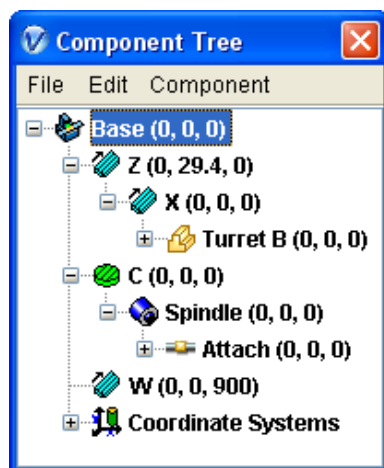 Component Tree
File Edit Component
Base (0, 0, 0)
Z (0, 29.4, 0)
X (0, 0, 0)
Turret B (0, 0, 0)
C (0, 0, 0)
Spindle (0, 0, 0)
Attach (0, 0, 0)
W (0, 0, 900)
Coordinate Systems